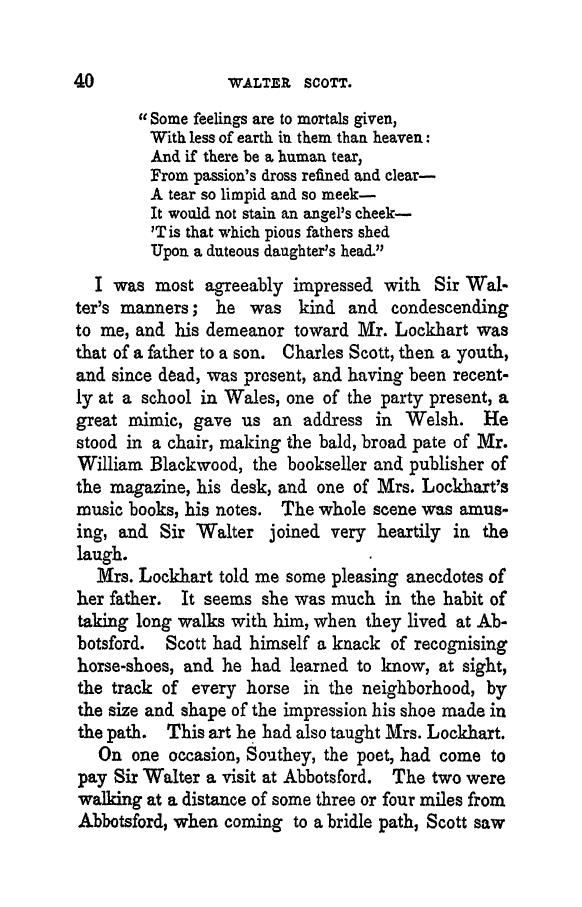 40 WALTER SCOTT.
“Some feelings are to mortals given,
With less of earth in them than heaven :
And if there be a human tear,
From passion’s dross refined and clear—
A tear so limpid and so meek—
It would not stain an angel’s cheek—
’Tis that which pious fathers shed
Upon a duteous daughter’s head.”
I was most agreeably impressed with Sir Wal-
ter’s manners ; he was kind and condescending
to me, and his demeanor toward Mr. Lockhart was
that of a father to a son. Charles Scott, then a youth,
and since dead, was present, and having been recent-
ly at a school in Wales, one of the party present, a
great mimic, gave us an address in Welsh. He
stood in a chair, making the bald, broad pate of Mr.
William Blackwood, the bookseller and publisher of
the magazine, his desk, and one of Mrs. Lockhart’s
music books, his notes. The whole scene was amus-
ing, and Sir Walter joined very heartily in the
laugh.
Mrs. Lockhart told me some pleasing anecdotes of
her father. It seems she was much in the habit of
taking long walks with him, when they lived at Ab-
botsford. Scott had himself a knack of recognising
horse-shoes, and he had learned to know, at sight,
the track of every horse in the neighborhood, by
the size and shape of the impression his shoe made in
the path. This art he had also taught Mrs. Lockhart.
On one occasion, Southey, the poet, had come to
pay Sir Walter a visit at Abbotsford. The two were
walking at a distance of some three or four miles from
Abbotsford, when coming to a bridle path, Scott saw